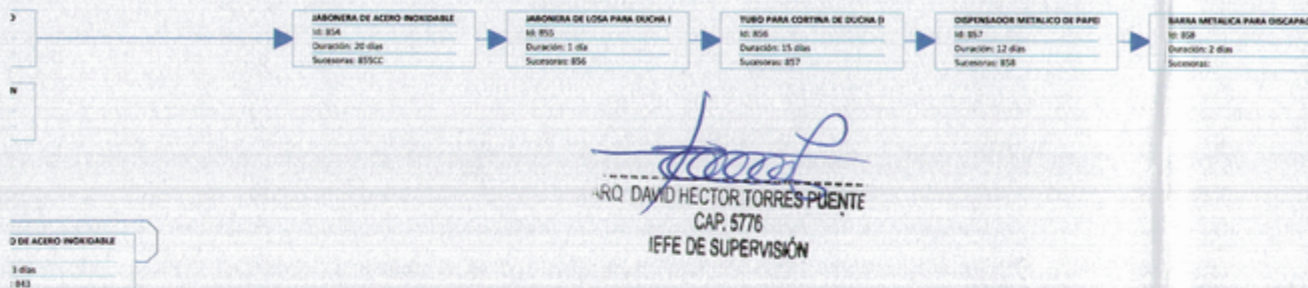 JABONERA DE ACERO INOXIDABLE
Id: 854
Duración: 20 días
Sucesoras: 855CC
JABONERA DE LOSA PARA DUCHA (
Id: 855
Duración: 1 día
Sucesoras: 856
TUBO PARA CORTINA DE DUCHA (I
Id: 856
Duración: 15 días
Sucesoras: 857
DISPENSADOR METALICO DE PAPE
Id: 857
Duración: 12 días
Sucesoras: 858
BARRA METALICA PARA DISCAPAC
Id: 858
Duración: 2 días
Sucesoras:
ARQ. DAVID HECTOR TORRES PUENTE
CAP. 5776
JEFE DE SUPERVISIÓN
O DE ACERO INOXIDABLE
3 días
: 843